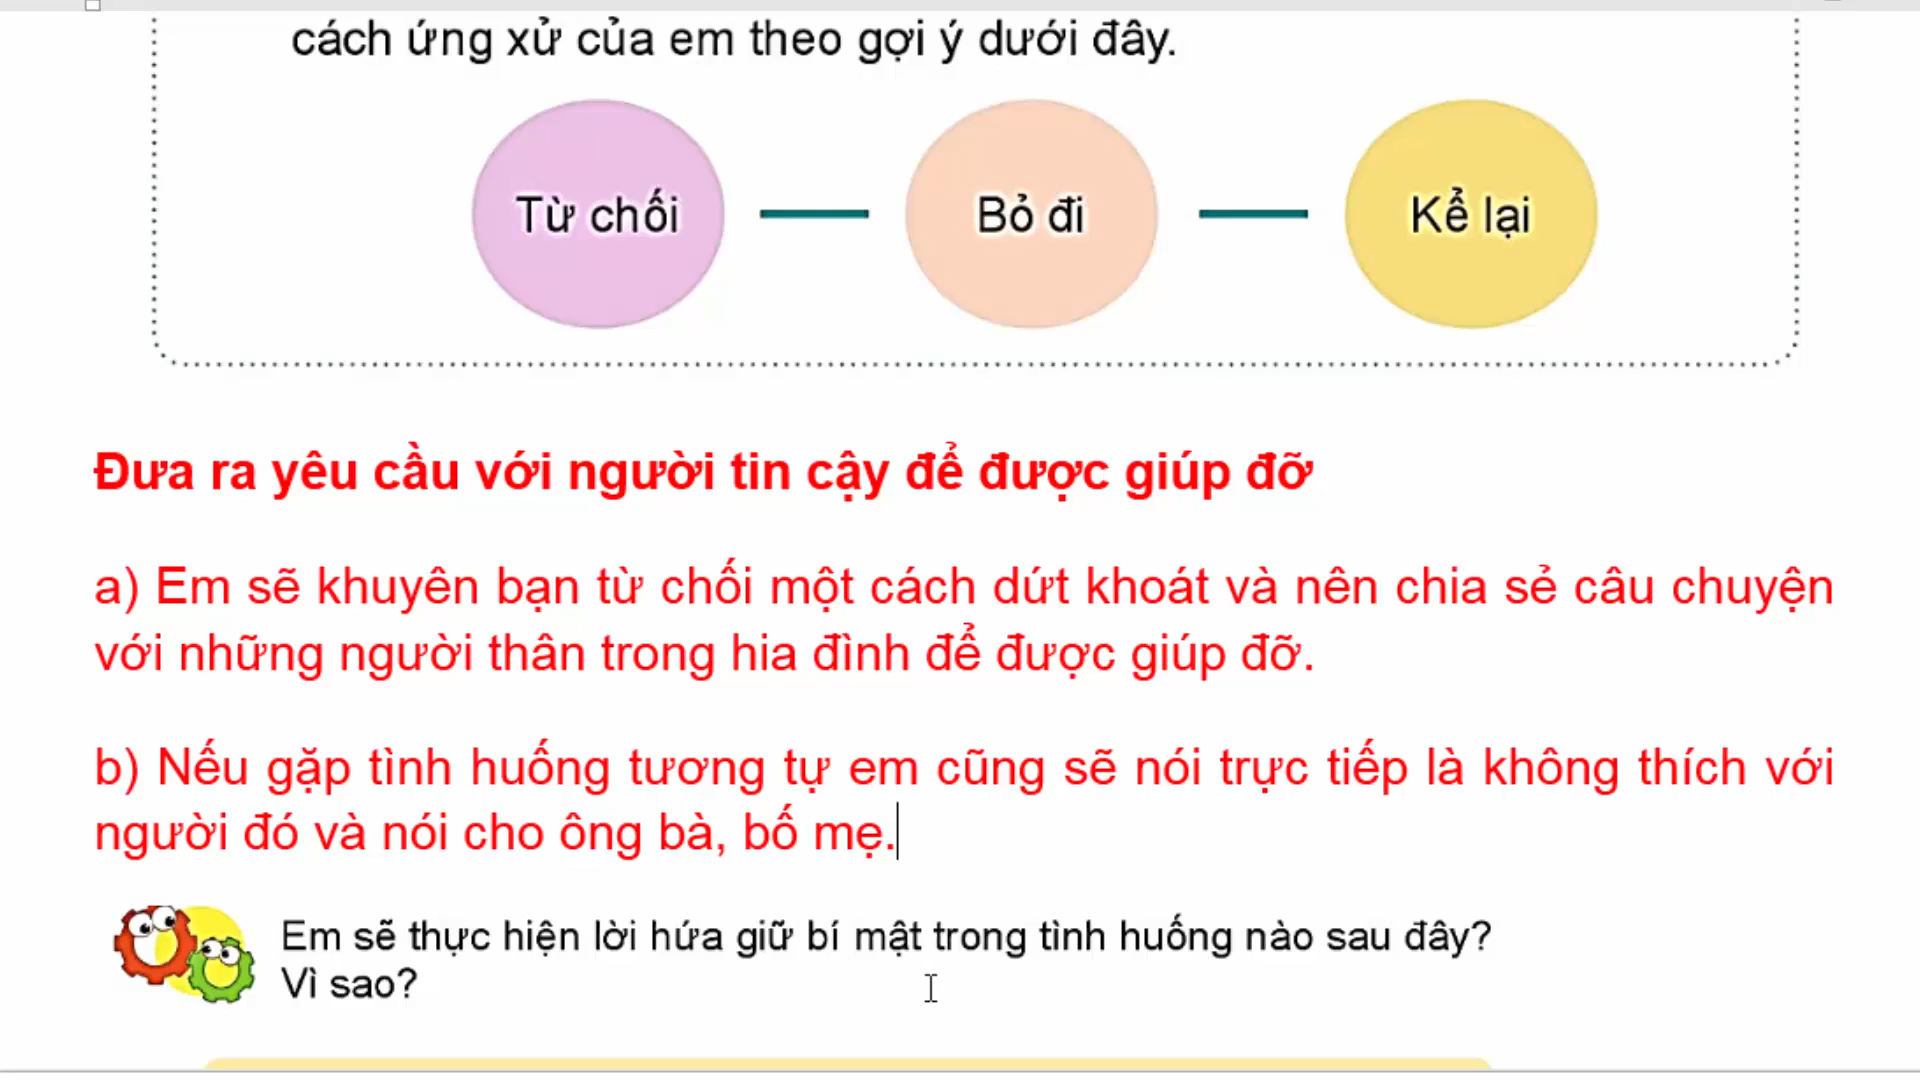 cách ứng xử của em theo gợi ý dưới đây.
Từ chối
Bỏ đi
Kể lại
Đưa ra yêu cầu với người tin cậy để được giúp đỡ
a) Em sẽ khuyên bạn từ chối một cách dứt khoát và nên chia sẻ câu chuyện
với những người thân trong hia đình để được giúp đỡ.
b) Nếu gặp tình huống tương tự em cũng sẽ nói trực tiếp là không thích với
người đó và nói cho ông bà, bố mẹ.
Em sẽ thực hiện lời hứa giữ bí mật trong tình huống nào sau đây?
Vì sao?